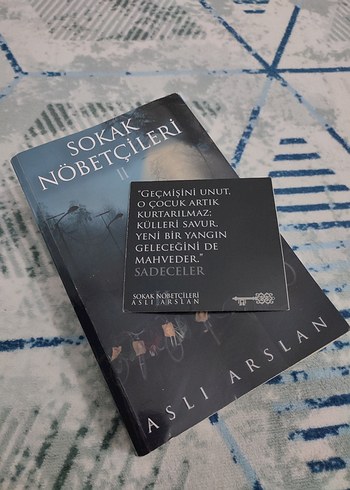 SOKAK
NÖBETÇİLERİ
II
"GEÇMİŞİNİ UNUT,
O ÇOCUK ARTIK
KURTARILMAZ;
KÜLLERİ SAVUR,
YENİ BİR YANGIN
GELECEĞİNİ DE
MAHVEDER."
SADECELER
SOKAK NÖBETÇİLERİ
ASLI ARSLAN
ASLI ARSLAN